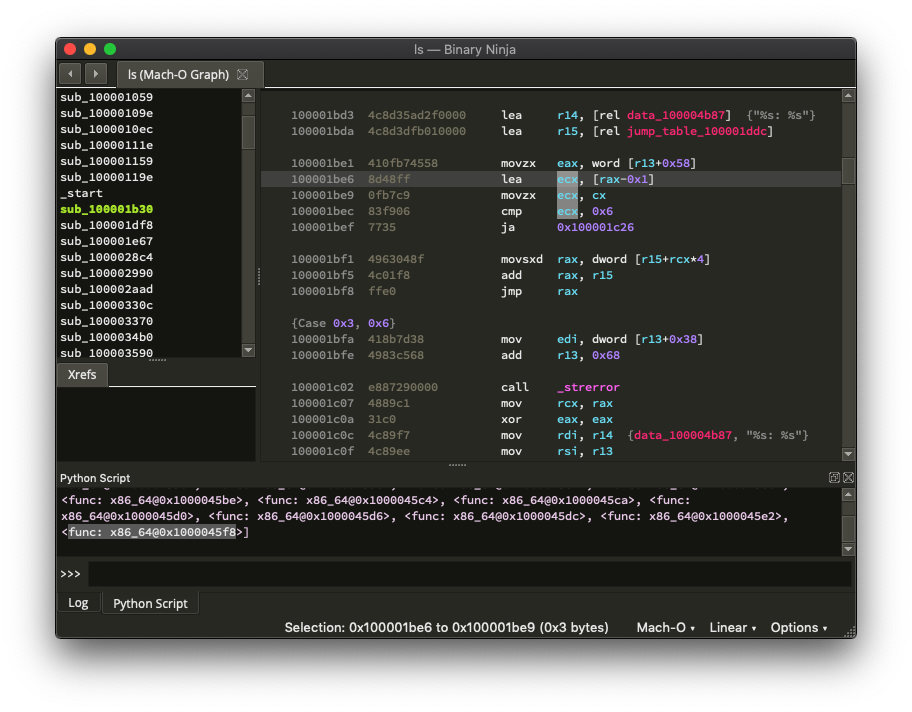 ls — Binary Ninja
ls (Mach-O Graph)
sub_100001059
sub_10000109e
sub_1000010ec
sub_10000111e
sub_100001159
sub_10000119e
_start
sub_100001b30
sub_100001df8
sub_100001e67
sub_1000028c4
sub_100002990
sub_100002aad
sub_10000330c
sub_100003370
sub_1000034b0
sub_100003590
Xrefs
100001bd3 4c8d35ad2f0000 lea r14, [rel data_100004b87] {"%s: %s"}
100001bda 4c8d3dfb010000 lea r15, [rel jump_table_100001ddc]
100001be1 410fb74558 movzx eax, word [r13+0x58]
100001be6 8d48ff lea ecx, [rax-0x1]
100001be9 0fb7c9 movzx ecx, cx
100001bec 83f906 cmp ecx, 0x6
100001bef 7735 ja 0x100001c26
100001bf1 4963048f movsxd rax, dword [r15+rcx*4]
100001bf5 4c01f8 add rax, r15
100001bf8 ffe0 jmp rax
{Case 0x3, 0x6}
100001bfa 418b7d38 mov edi, dword [r13+0x38]
100001bfe 4983c568 add r13, 0x68
100001c02 e887290000 call _strerror
100001c07 4889c1 mov rcx, rax
100001c0a 31c0 xor eax, eax
100001c0c 4c89f7 mov rdi, r14 {data_100004b87, "%s: %s"}
100001c0f 4c89ee mov rsi, r13
Python Script
<func: x86_64@0x1000045be>, <func: x86_64@0x1000045c4>, <func: x86_64@0x1000045ca>, <func:
x86_64@0x1000045d0>, <func: x86_64@0x1000045d6>, <func: x86_64@0x1000045dc>, <func: x86_64@0x1000045e2>,
<func: x86_64@0x1000045f8>]
>>>
Log Python Script
Selection: 0x100001be6 to 0x100001be9 (0x3 bytes) Mach-O Linear Options